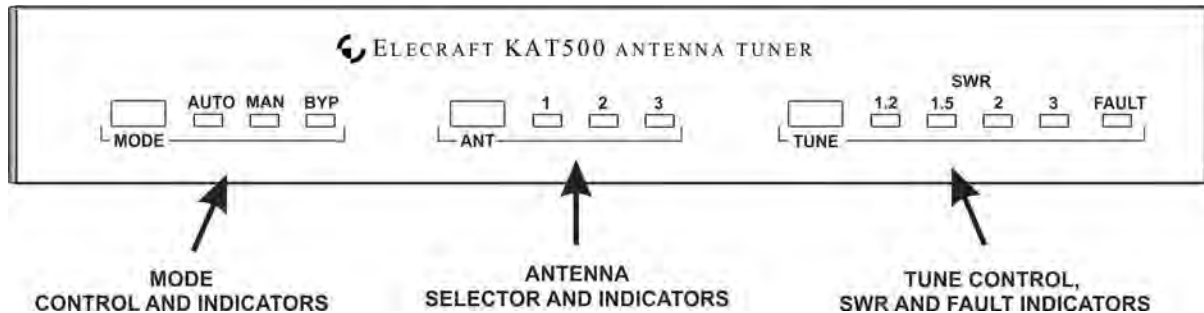 ELECRAFT KAT500 ANTENNA TUNER
SWR
AUTO MAN BYP 1 2 3 1.2 1.5 2 3 FAULT
MODE ANT TUNE
MODE
CONTROL AND INDICATORS
ANTENNA
SELECTOR AND INDICATORS
TUNE CONTROL,
SWR AND FAULT INDICATORS